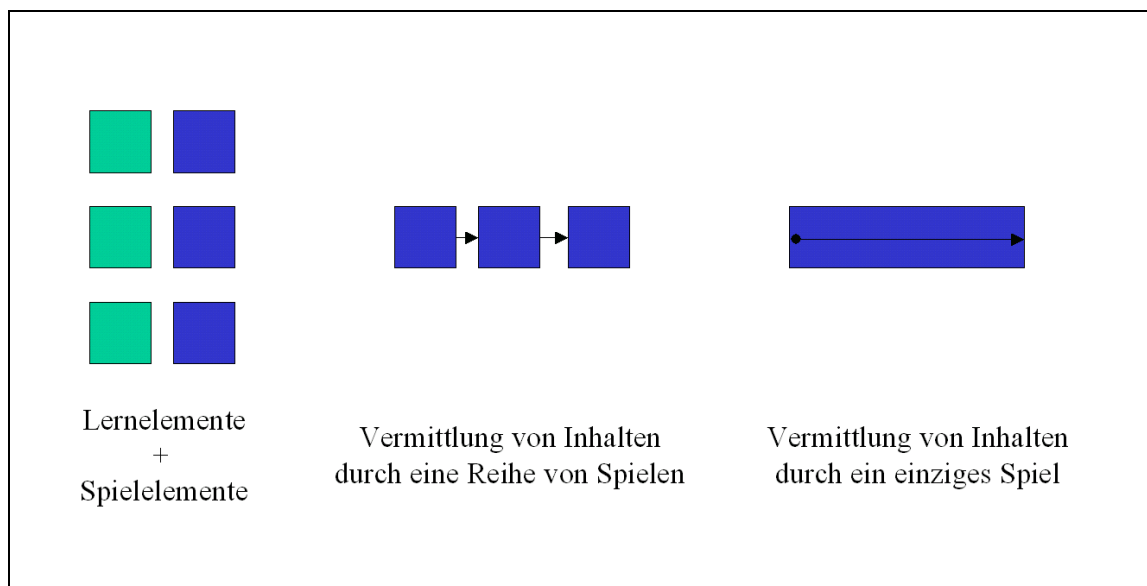 Lernelemente
+
Spielelemente
Vermittlung von Inhalten
durch eine Reihe von Spielen
Vermittlung von Inhalten
durch ein einziges Spiel